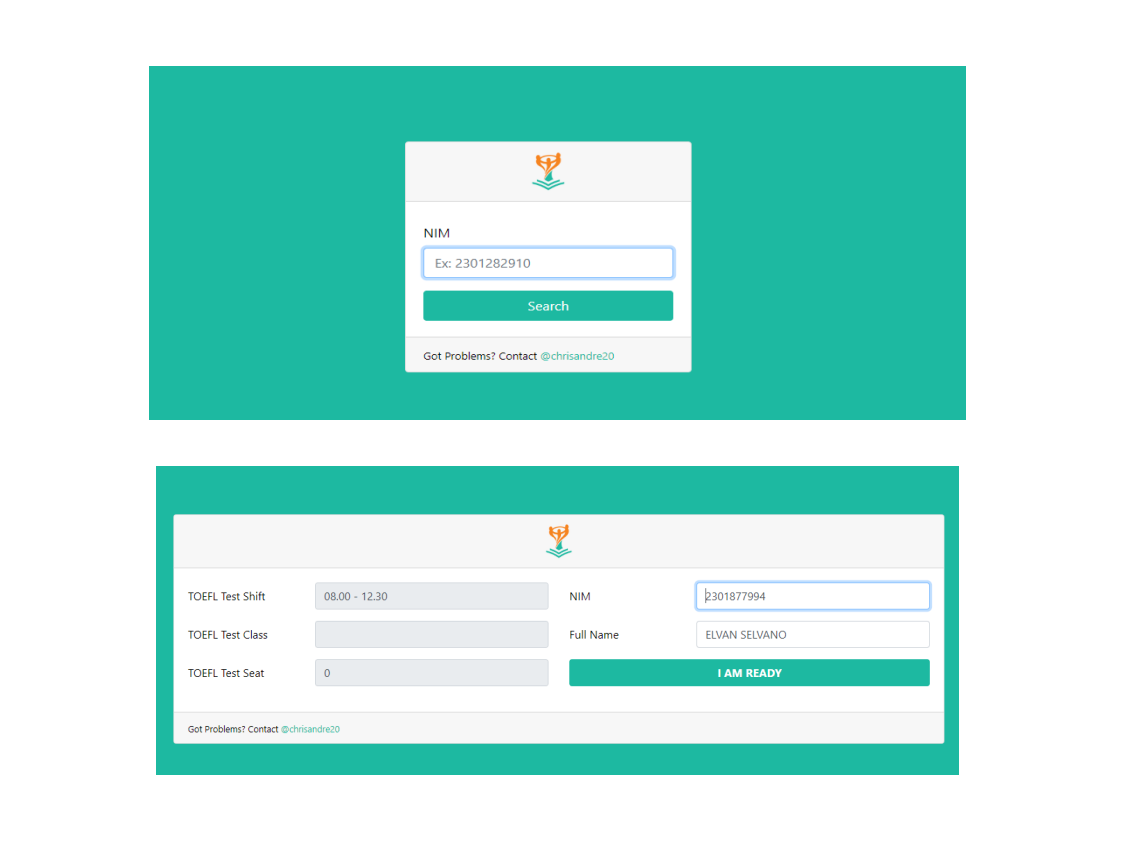 NIM
Ex: 2301282910
Search
Got Problems? Contact @chrisandre20
TOEFL Test Shift 08.00 - 12.30 NIM 2301877994
TOEFL Test Class Full Name ELVAN SELVANO
TOEFL Test Seat 0 I AM READY
Got Problems? Contact @chrisandre20